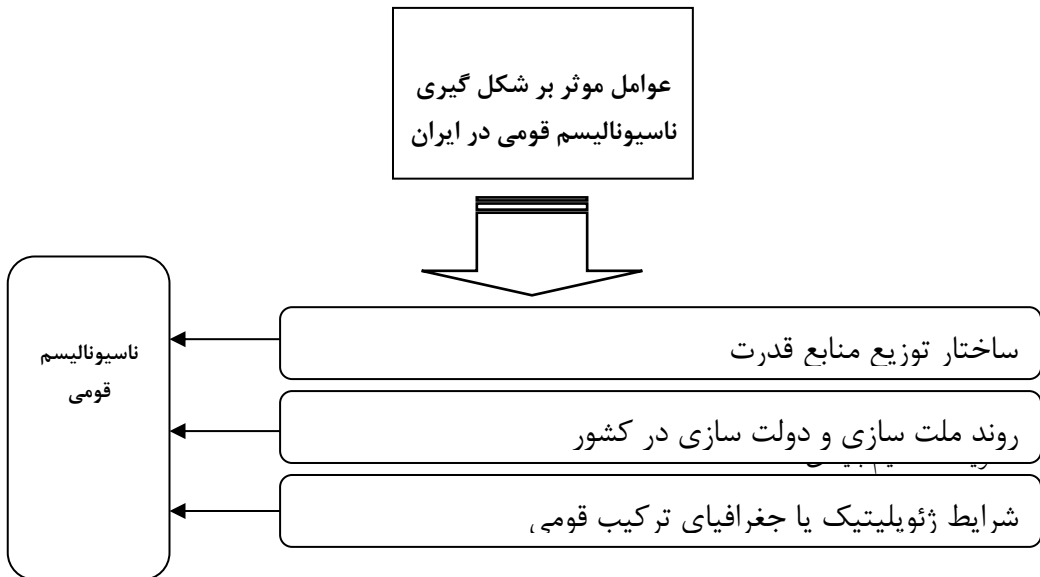 عوامل موثر بر شکل گیری
ناسیونالیسم قومی در ایران
ساختار توزیع منابع قدرت
ناسیونالیسم
قومی
روند ملت سازی و دولت سازی در کشور
شرایط ژئوپلیتیک یا جغرافیای ترکیب قومی